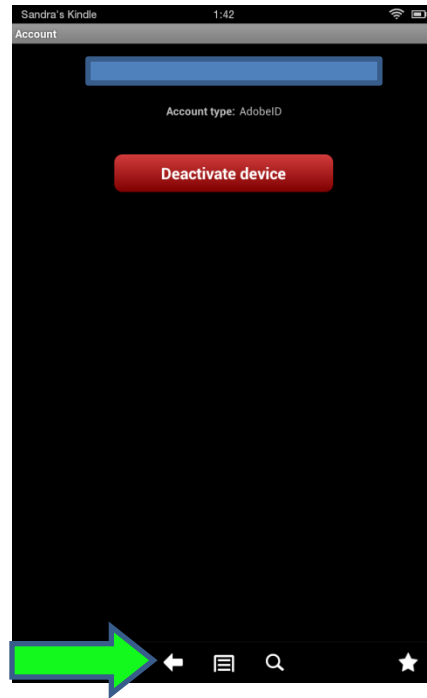 Sandra's Kindle 1:42
Account
Account type: AdobeID
Deactivate device